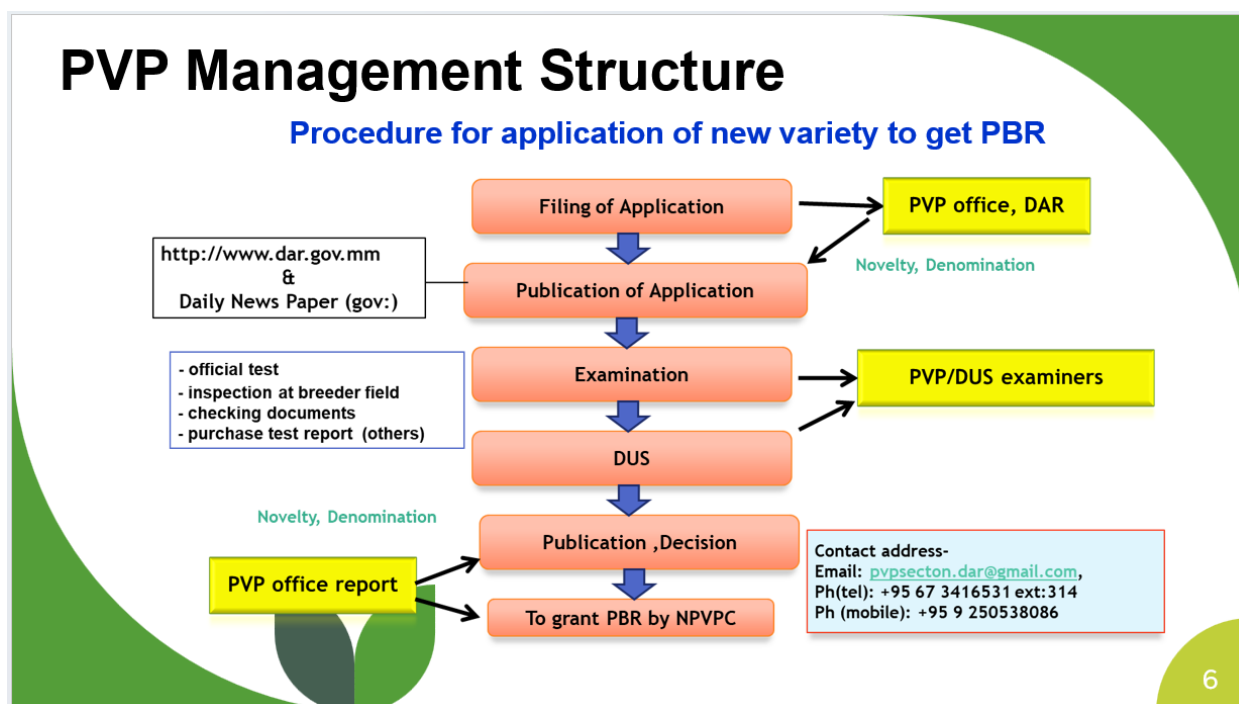 PVP Management Structure
Procedure for application of new variety to get PBR
Filing of Application
PVP office, DAR
http://www.dar.gov.mm
&
Daily News Paper (gov:)
Novelty, Denomination
Publication of Application
- official test
- inspection at breeder field
- checking documents
- purchase test report (others)
Examination
PVP/DUS examiners
DUS
Novelty, Denomination
Publication ,Decision
PVP office report
Contact address-
Email: pvpsecton.dar@gmail.com,
Ph(tel): +95 67 3416531 ext:314
Ph (mobile): +95 9 250538086
To grant PBR by NPVPC
6